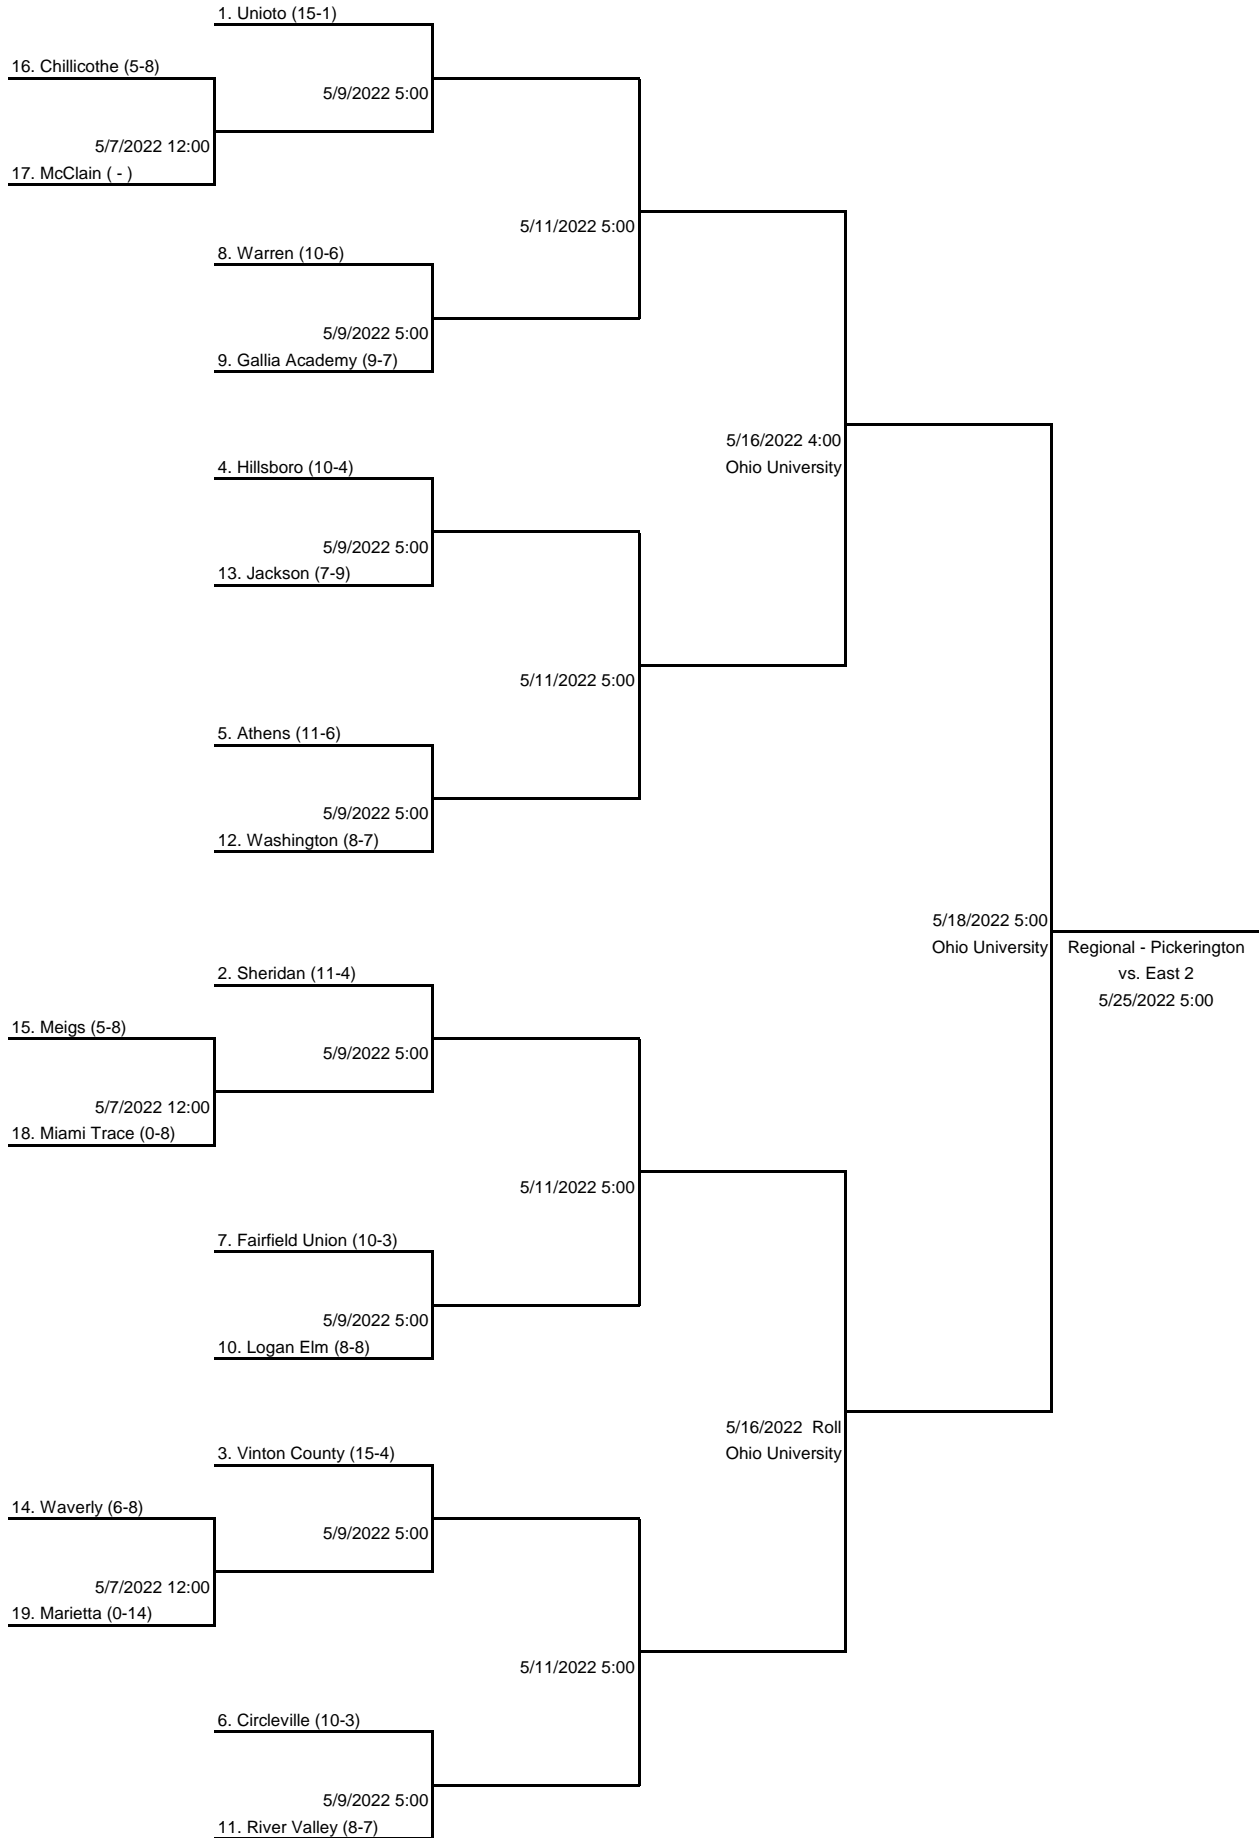 1. Unioto (15-1)
16. Chillicothe (5-8)
5/9/2022 5:00
5/7/2022 12:00
17. McClain ( - )
5/11/2022 5:00
8. Warren (10-6)
5/9/2022 5:00
9. Gallia Academy (9-7)
5/16/2022 4:00
Ohio University
4. Hillsboro (10-4)
5/9/2022 5:00
13. Jackson (7-9)
5/11/2022 5:00
5. Athens (11-6)
5/9/2022 5:00
12. Washington (8-7)
5/18/2022 5:00
Ohio University
Regional - Pickerington
vs. East 2
5/25/2022 5:00
2. Sheridan (11-4)
15. Meigs (5-8)
5/9/2022 5:00
5/7/2022 12:00
18. Miami Trace (0-8)
5/11/2022 5:00
7. Fairfield Union (10-3)
5/9/2022 5:00
10. Logan Elm (8-8)
5/16/2022  Roll
Ohio University
3. Vinton County (15-4)
14. Waverly (6-8)
5/9/2022 5:00
5/7/2022 12:00
19. Marietta (0-14)
5/11/2022 5:00
6. Circleville (10-3)
5/9/2022 5:00
11. River Valley (8-7)